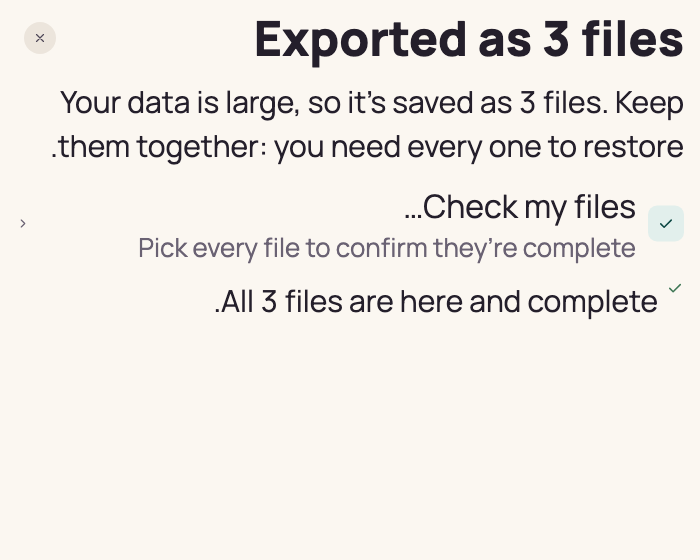 Exported as 3 files
Your data is large, so it's saved as 3 files. Keep
them together: you need every one to restore.
Check my files…
Pick every file to confirm they're complete
All 3 files are here and complete.